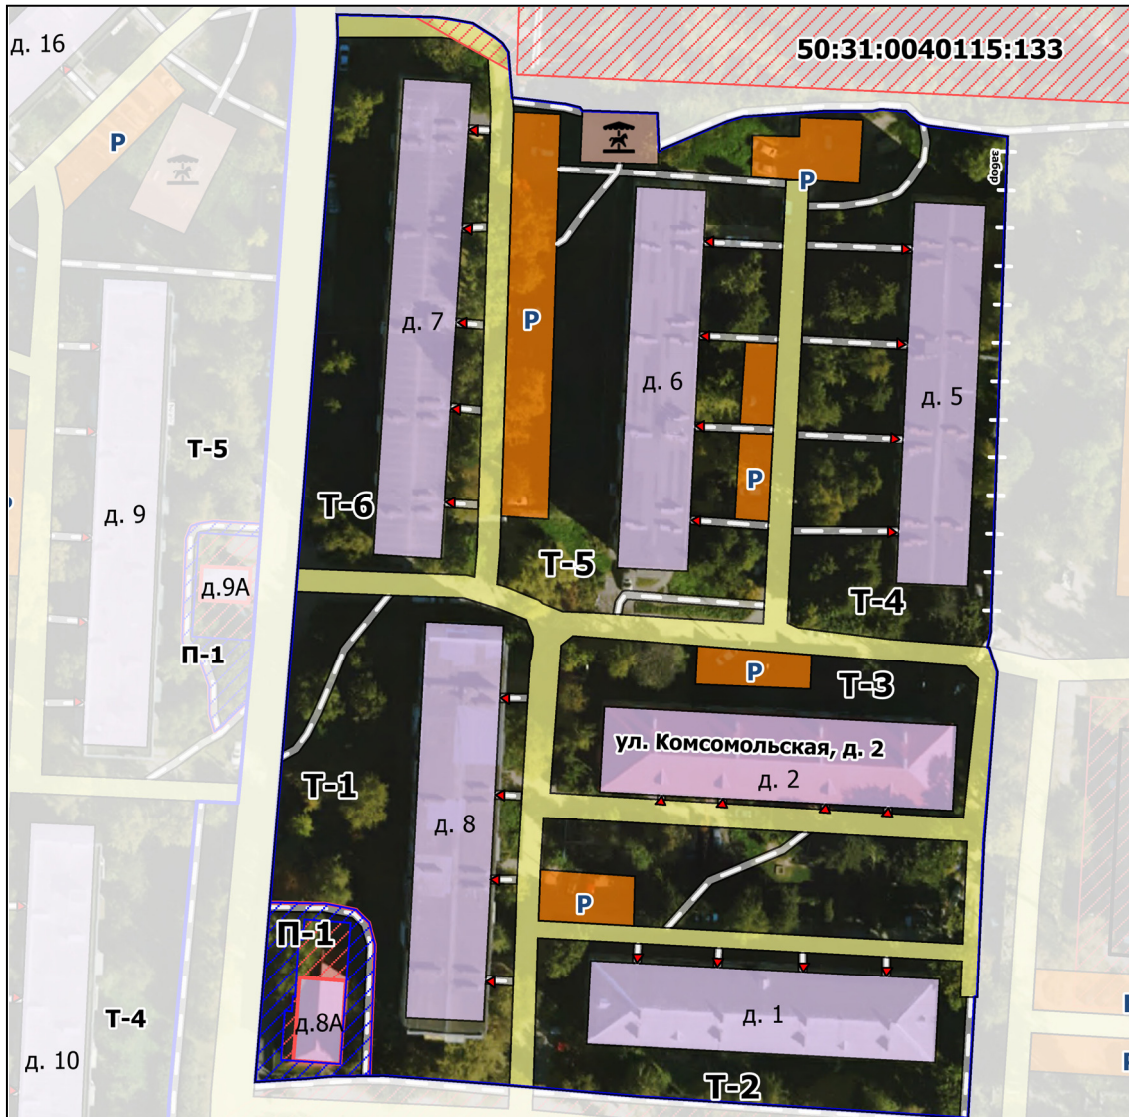 д. 16
50:31:0040115:133
P
забор
P
д. 7
P
д. 6
д. 5
Т-5
P
Т-6
д. 9
P
Т-5
д.9А
Т-4
П-1
P
Т-3
ул. Комсомольская, д. 2
д. 2
Т-1
д. 8
P
П-1
д.8А
д. 1
Т-4
д. 10
Т-2